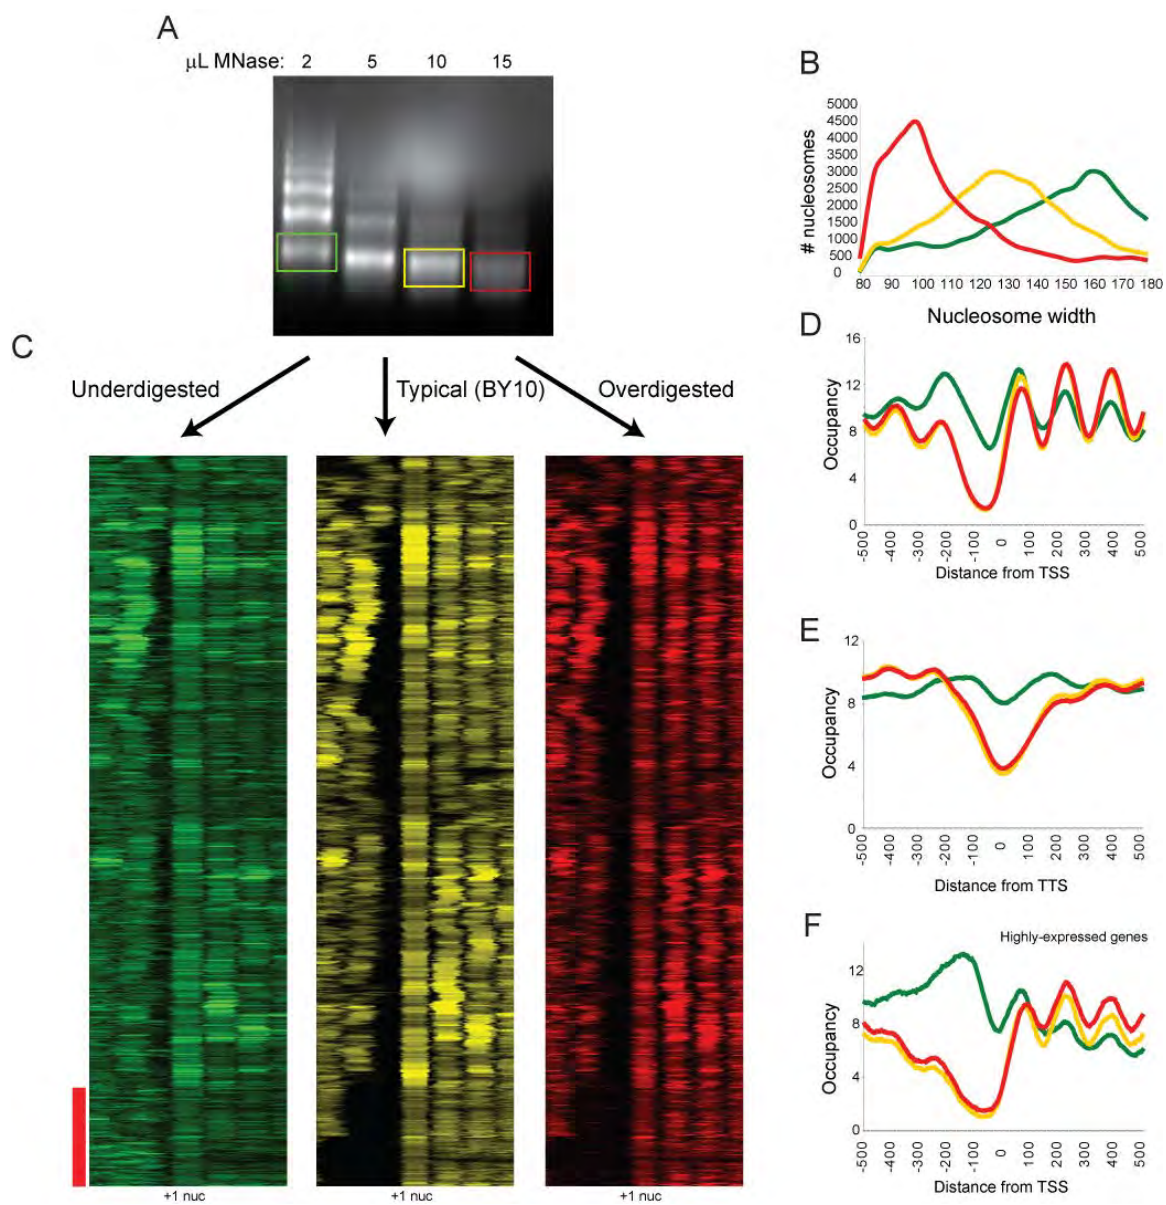 A
μL MNase: 2 5 10 15
B
5000
4500
4000
3500
3000
2500
2000
1500
1000
500
0
# nucleosomes
80 90 100 110 120 130 140 150 160 170 180
Nucleosome width
C
Underdigested
Typical (BY10)
Overdigested
+1 nuc
+1 nuc
+1 nuc
D
16
12
8
4
0
Occupancy
-500 -400 -300 -200 -100 0 100 200 300 400 500
Distance from TSS
E
12
8
4
0
Occupancy
-500 -400 -300 -200 -100 0 100 200 300 400 500
Distance from TTS
F
Highly-expressed genes
12
8
4
0
Occupancy
-500 -400 -300 -200 -100 0 100 200 300 400 500
Distance from TSS